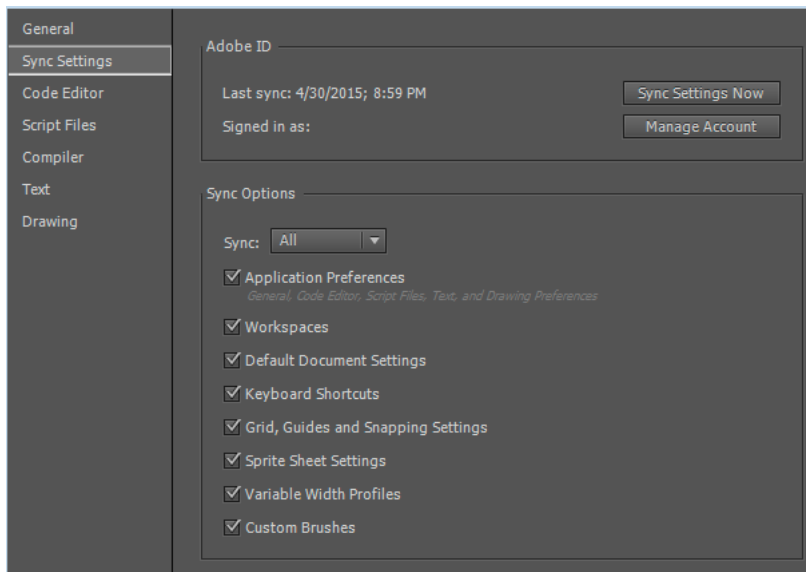 General
Sync Settings
Code Editor
Script Files
Compiler
Text
Drawing
Adobe ID
Last sync: 4/30/2015; 8:59 PM
Sync Settings Now
Signed in as:
Manage Account
Sync Options
Sync: All
Application Preferences
General, Code Editor, Script Files, Text, and Drawing Preferences
Workspaces
Default Document Settings
Keyboard Shortcuts
Grid, Guides and Snapping Settings
Sprite Sheet Settings
Variable Width Profiles
Custom Brushes